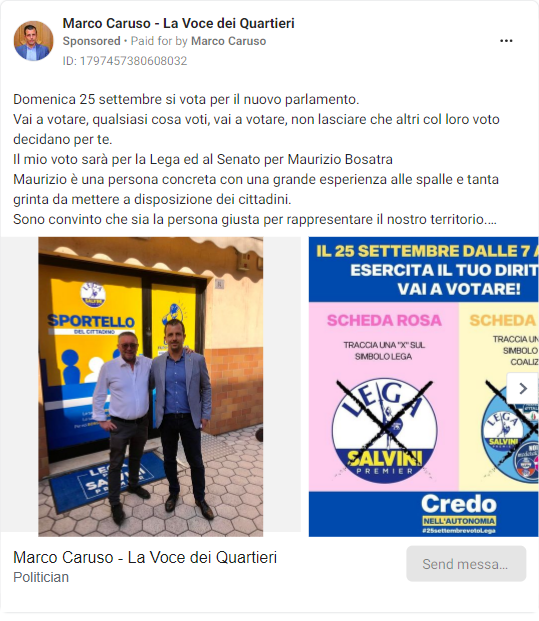 Marco Caruso - La Voce dei Quartieri
Sponsored • Paid for by Marco Caruso
ID: 1797457380608032
Domenica 25 settembre si vota per il nuovo parlamento.
Vai a votare, qualsiasi cosa voti, vai a votare, non lasciare che altri col loro voto
decidano per te.
Il mio voto sarà per la Lega ed al Senato per Maurizio Bosatra
Maurizio è una persona concreta con una grande esperienza alle spalle e tanta
grinta da mettere a disposizione dei cittadini.
Sono convinto che sia la persona giusta per rappresentare il nostro territorio....
LEGA
SALVINI
SPORTELLO
DEL CITTADINO
LEGA
SALVINI
PREMIER
IL 25 SETTEMBRE DALLE 7 A
ESERCITA IL TUO DIRIT
VAI A VOTARE!
SCHEDA ROSA
TRACCIA UNA "X" SUL
SIMBOLO LEGA
LEGA
SALVINI
PREMIER
SCHEDA
TRACCIA UN
SIMBOLO
COALIZ
LEGA
SALVINI
Credo
NELL'AUTONOMIA
#25settembrevotoLega
Marco Caruso - La Voce dei Quartieri
Politician
Send messa...